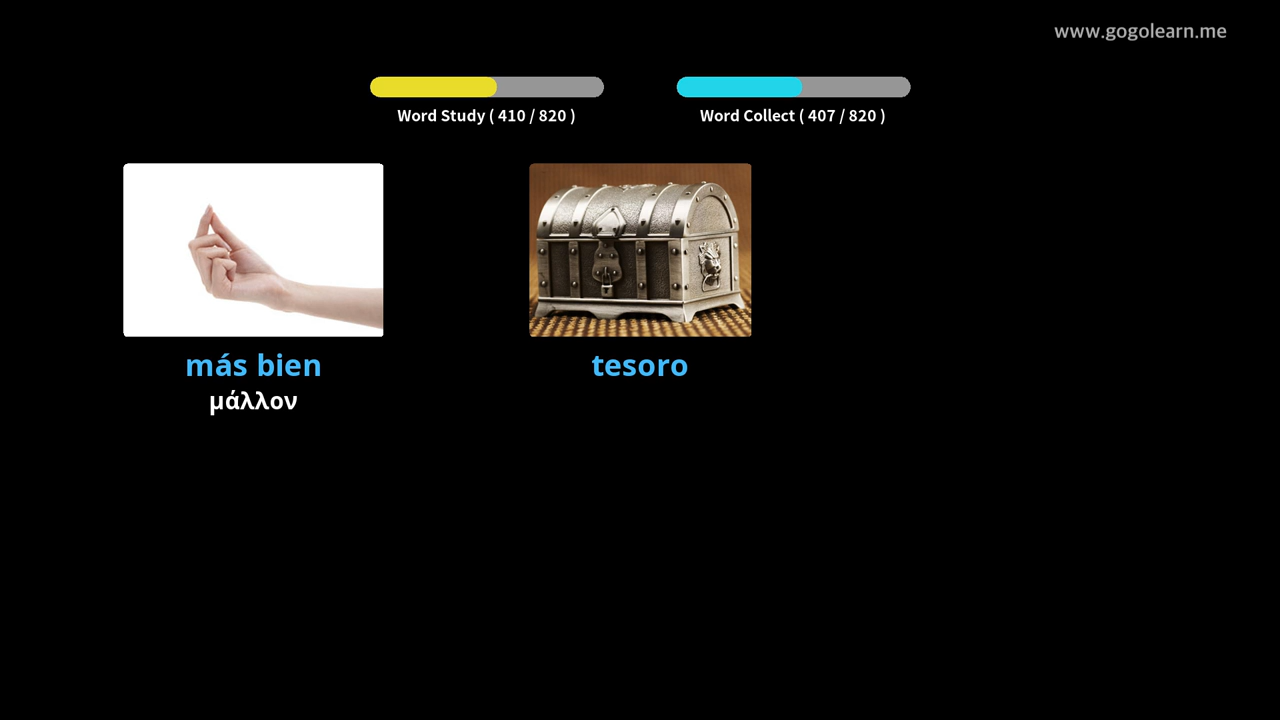 www.gogolearn.me
Word Study ( 410 / 820 )
Word Collect ( 407 / 820 )
más bien
μάλλον
tesoro